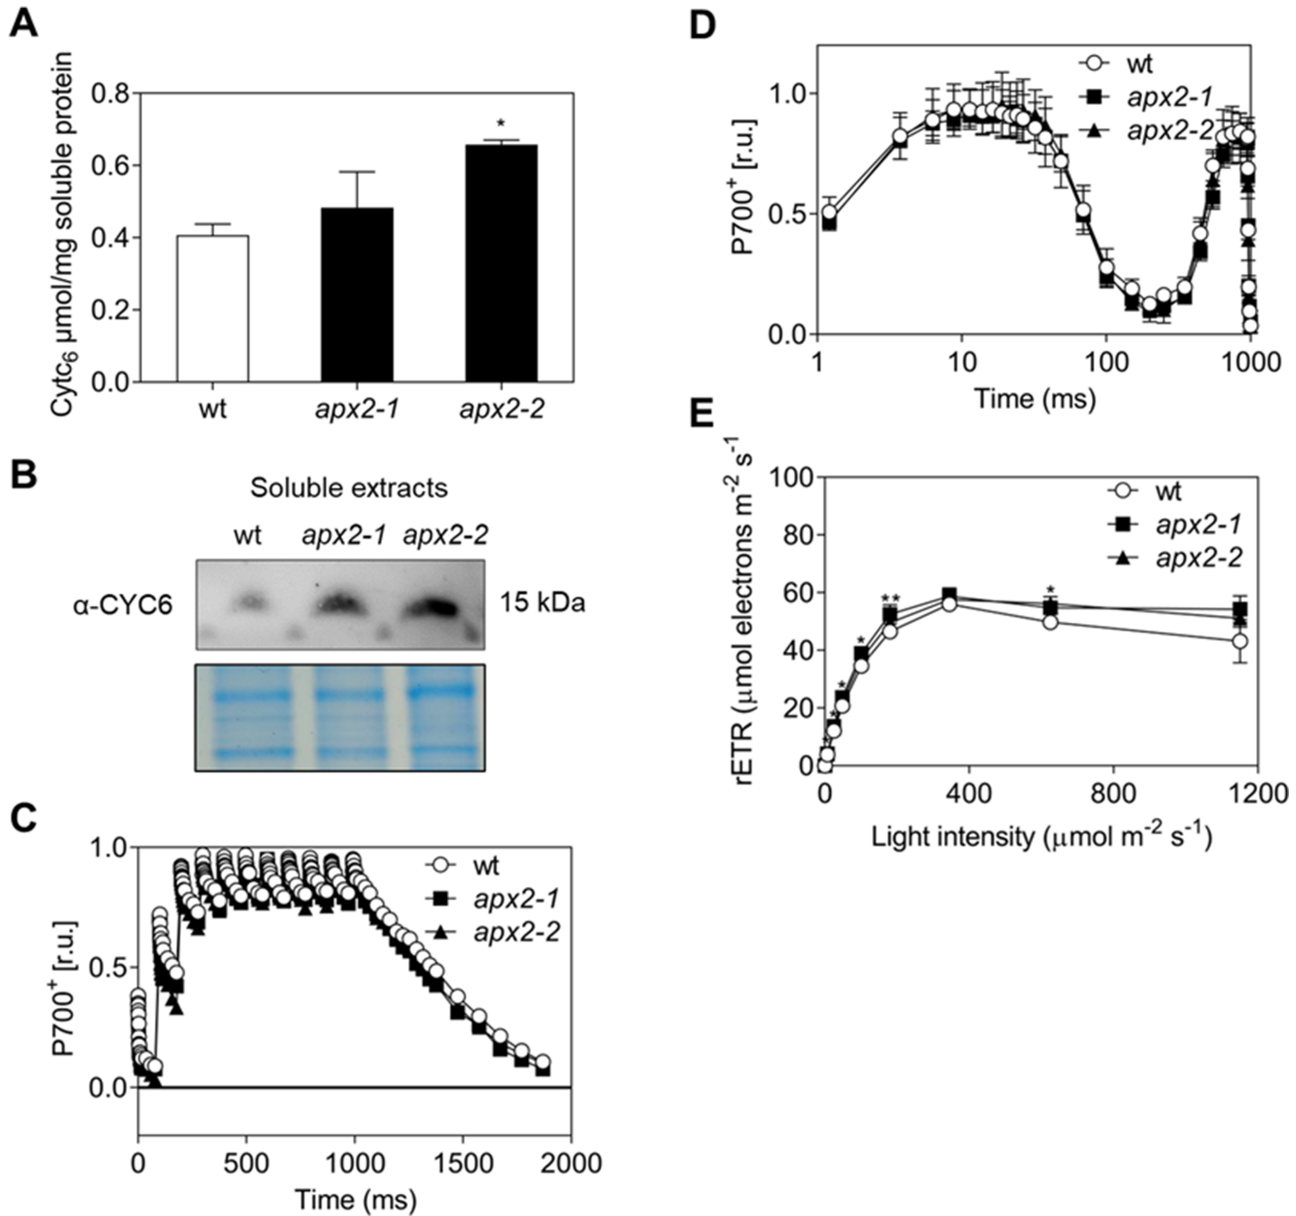 A
Cytc₆ µmol/mg soluble protein
0.8
0.6
0.4
0.2
0.0
*
wt
apx2-1
apx2-2
B
Soluble extracts
wt apx2-1 apx2-2
α-CYC6
15 kDa
C
P700⁺ [r.u.]
1.0
0.5
0.0
wt
apx2-1
apx2-2
0 500 1000 1500 2000
Time (ms)
D
P700⁺ [r.u.]
1.0
0.5
0.0
wt
apx2-1
apx2-2
1 10 100 1000
Time (ms)
E
rETR (µmol electrons m⁻² s⁻¹)
100
80
60
40
20
0
wt
apx2-1
apx2-2
**
*
*
*
*
*
0 400 800 1200
Light intensity (µmol m⁻² s⁻¹)